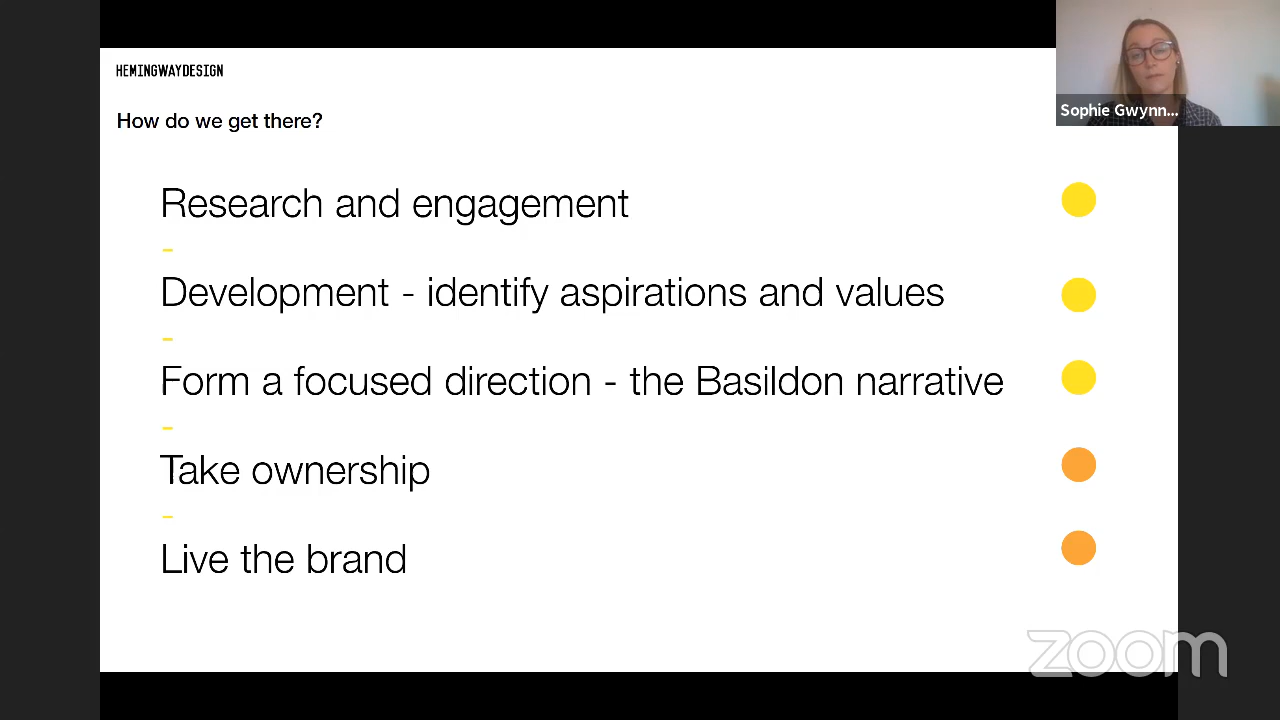 HEMINGWAYDESIGN
How do we get there?
Sophie Gwynn...
Research and engagement
-
Development - identify aspirations and values
-
Form a focused direction - the Basildon narrative
-
Take ownership
-
Live the brand
zoom